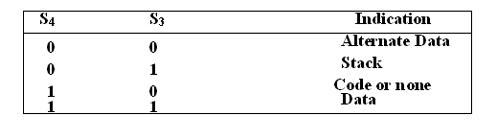 S4 S3 Indication
0 0 Alternate Data
0 1 Stack
1 0 Code or none
1 1 Data